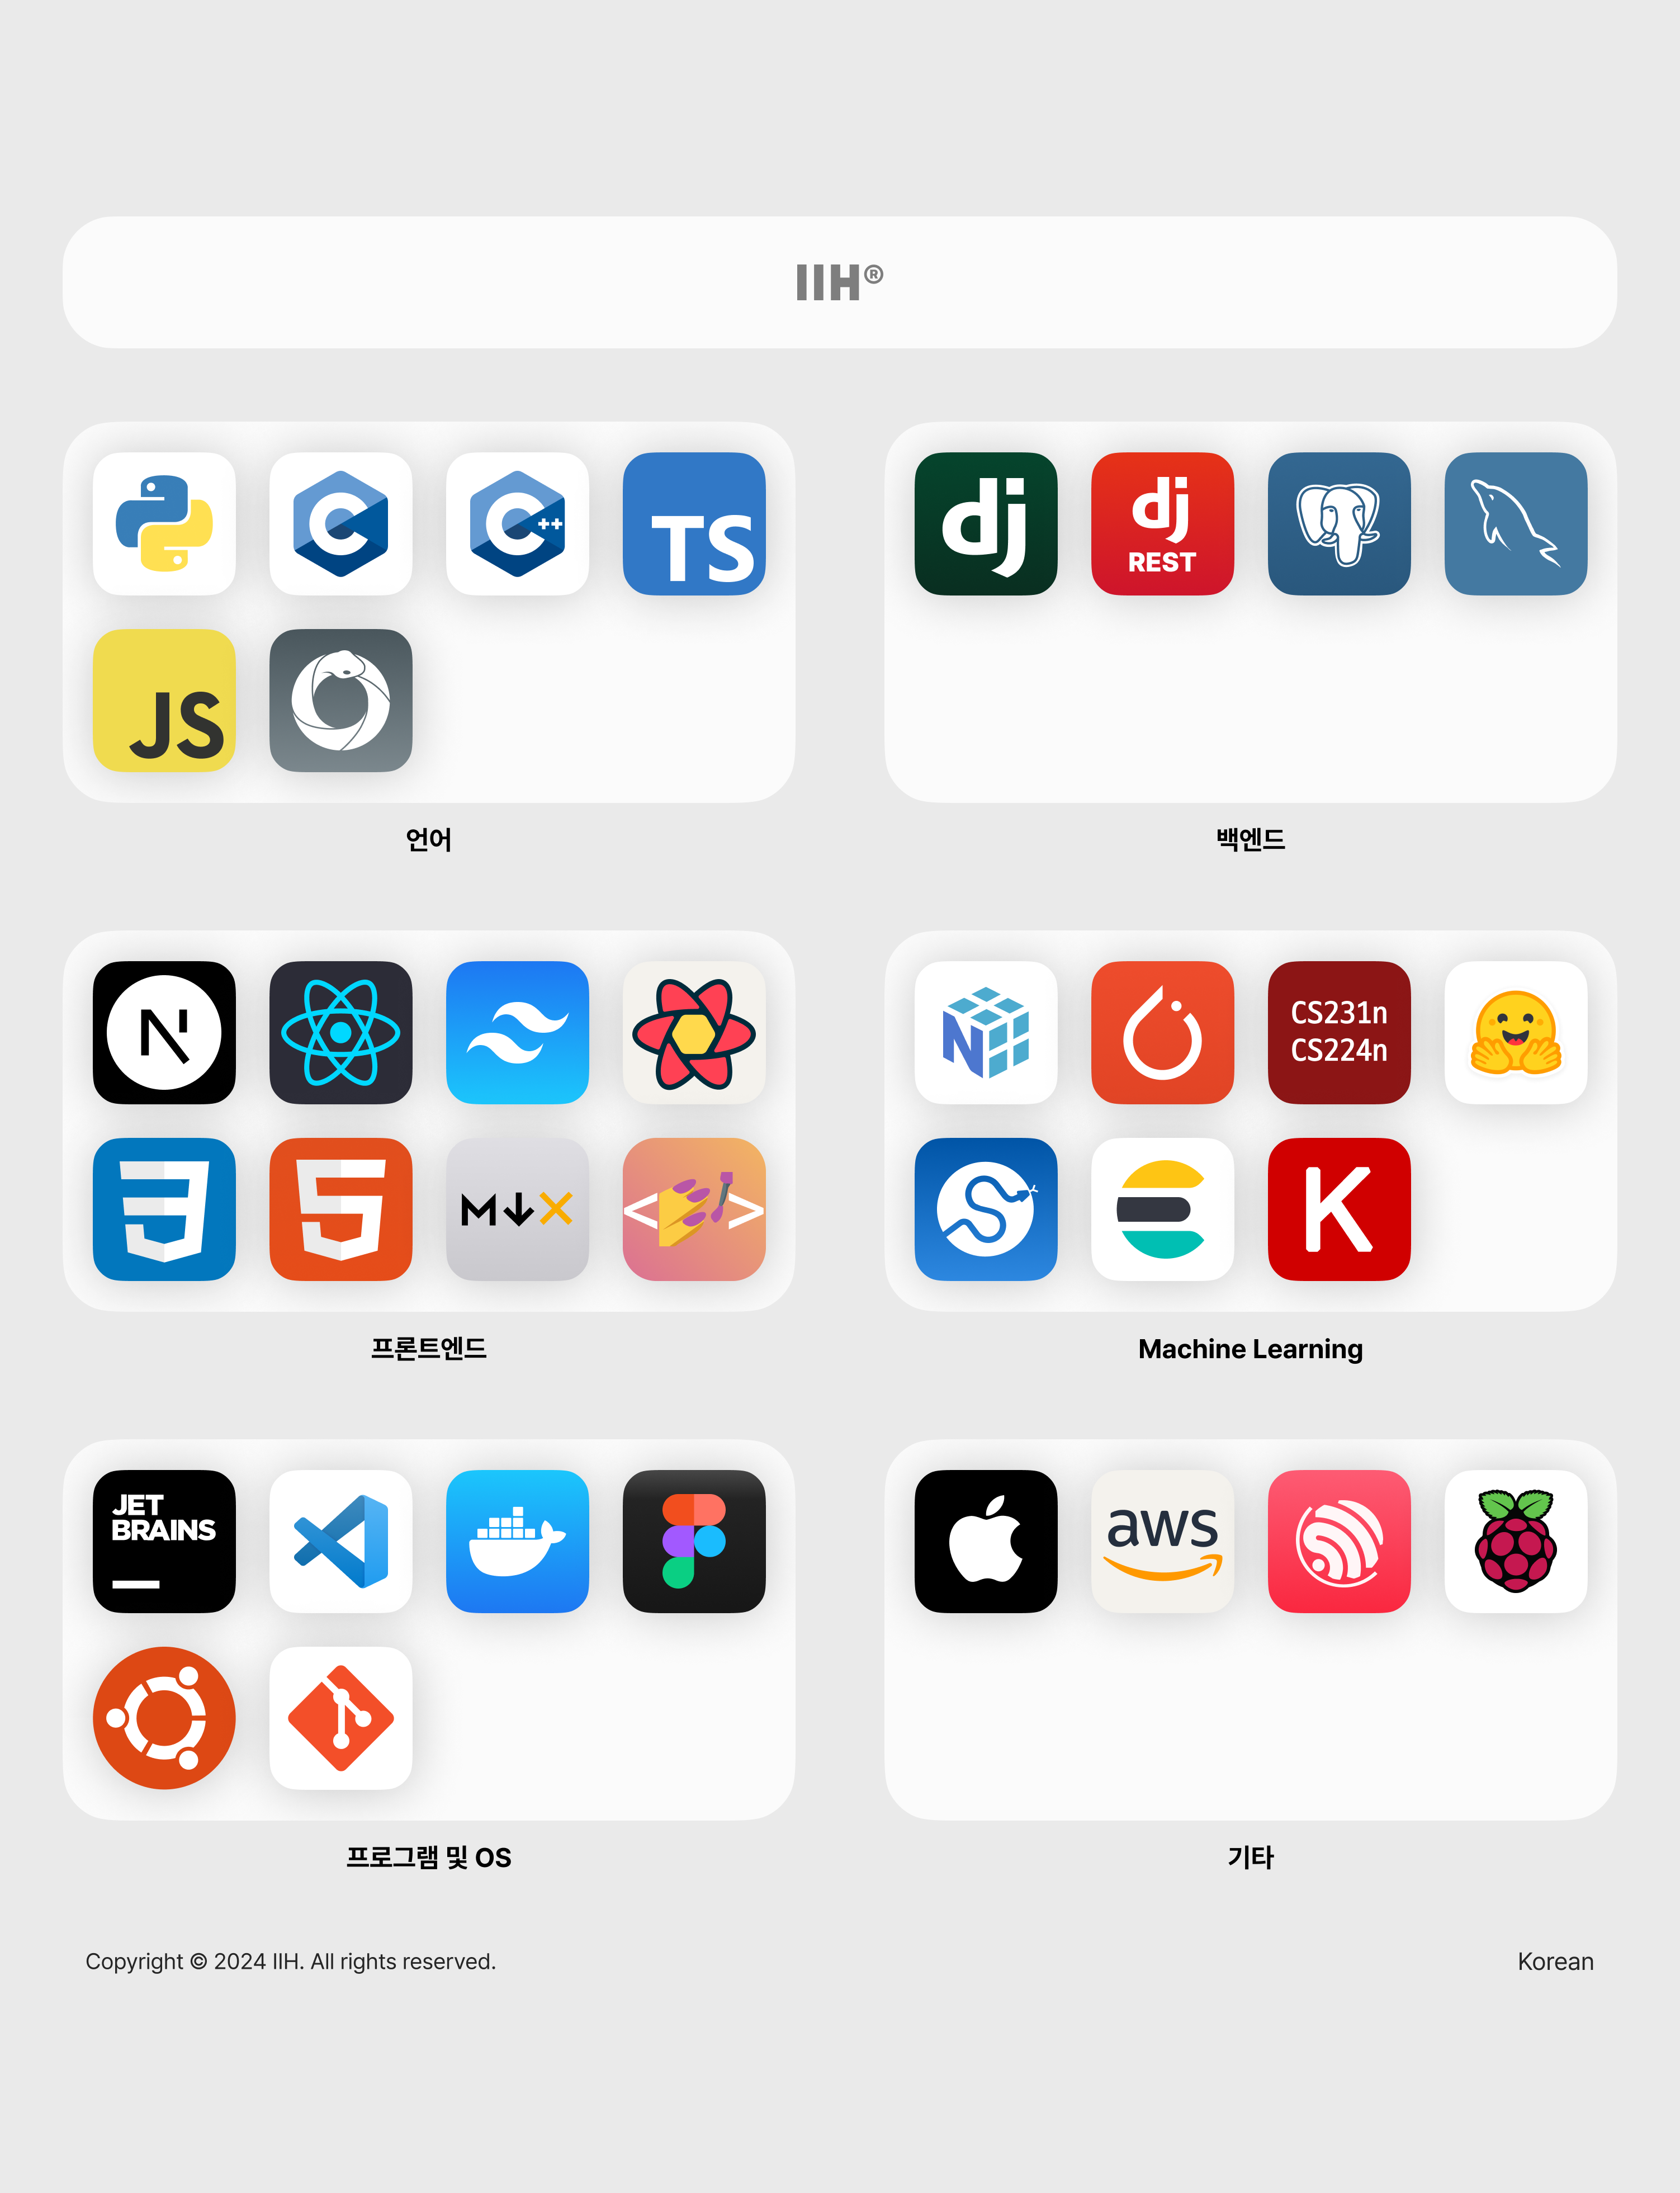 IIH®
TS
dj
dj
REST
JS
언어
백엔드
N
N
CS231n
CS224n
M
K
프론트엔드
Machine Learning
JET
BRAINS
aws
프로그램 및 OS
기타
Copyright © 2024 IIH. All rights reserved.
Korean